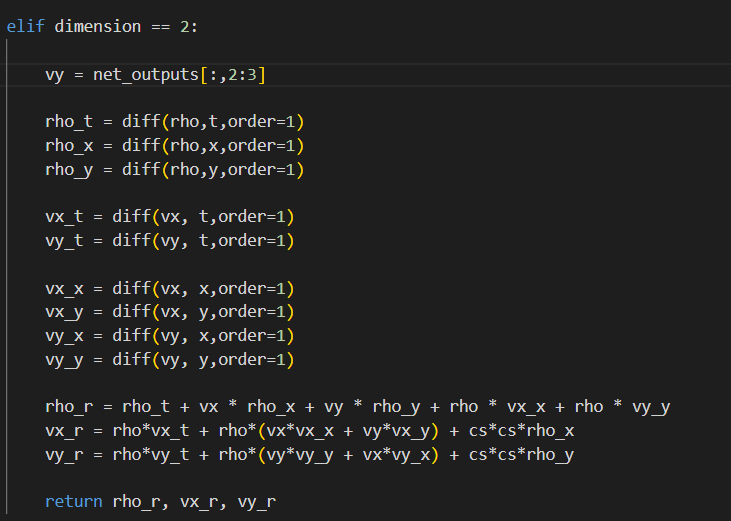 elif dimension == 2:
vy = net_outputs[:,2:3]
rho_t = diff(rho,t,order=1)
rho_x = diff(rho,x,order=1)
rho_y = diff(rho,y,order=1)
vx_t = diff(vx, t,order=1)
vy_t = diff(vy, t,order=1)
vx_x = diff(vx, x,order=1)
vx_y = diff(vx, y,order=1)
vy_x = diff(vy, x,order=1)
vy_y = diff(vy, y,order=1)
rho_r = rho_t + vx * rho_x + vy * rho_y + rho * vx_x + rho * vy_y
vx_r = rho*vx_t + rho*(vx*vx_x + vy*vx_y) + cs*cs*rho_x
vy_r = rho*vy_t + rho*(vy*vy_y + vx*vy_x) + cs*cs*rho_y
return rho_r, vx_r, vy_r